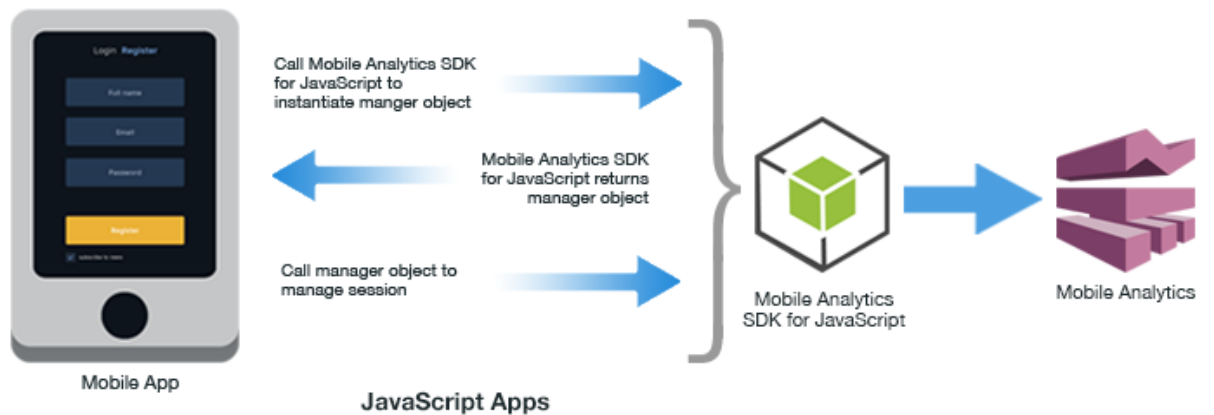 Login Register
Full name
Email
Password
Register
subscribe to news
Call Mobile Analytics SDK
for JavaScript to
instantiate manger object
Mobile Analytics SDK
for JavaScript returns
manager object
Call manager object to
manage session
Mobile Analytics
SDK for JavaScript
Mobile Analytics
Mobile App
JavaScript Apps